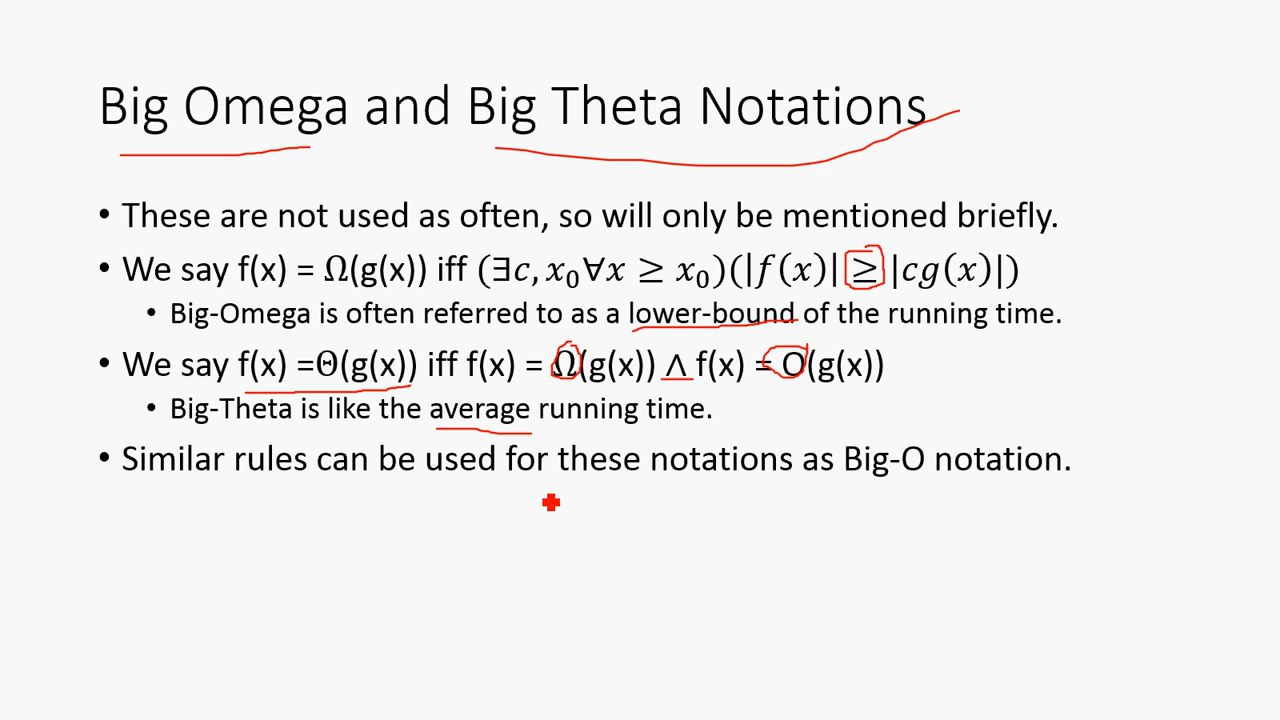 Big Omega and Big Theta Notations
• These are not used as often, so will only be mentioned briefly.
• We say f(x) = Ω(g(x)) iff (∃c, x₀∀x ≥ x₀)(|f(x)| ≥ |cg(x)|)
• Big-Omega is often referred to as a lower-bound of the running time.
• We say f(x) =Θ(g(x)) iff f(x) = Ω(g(x)) ∧ f(x) = O(g(x))
• Big-Theta is like the average running time.
• Similar rules can be used for these notations as Big-O notation.